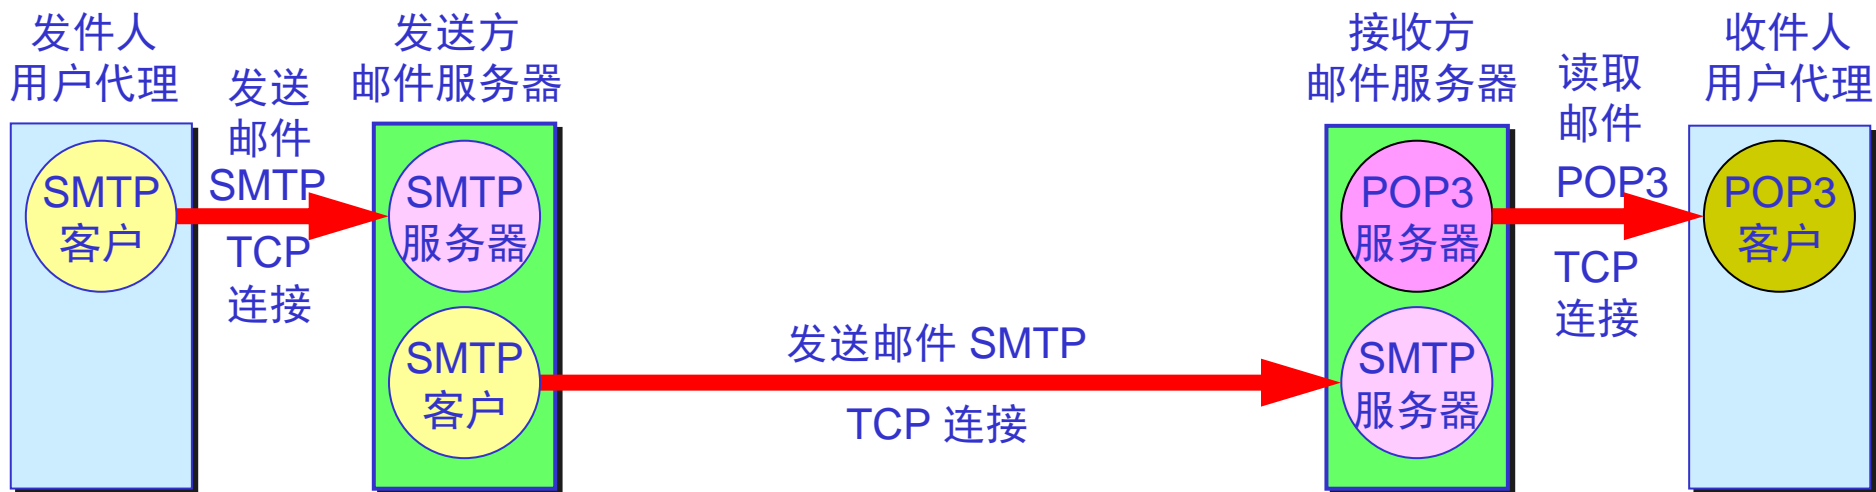 发件人
用户代理
发送
邮件
SMTP
TCP
连接
SMTP
客户
发送方
邮件服务器
SMTP
服务器
SMTP
客户
发送邮件 SMTP
TCP 连接
接收方
邮件服务器
POP3
服务器
SMTP
服务器
读取
邮件
POP3
TCP
连接
收件人
用户代理
POP3
客户